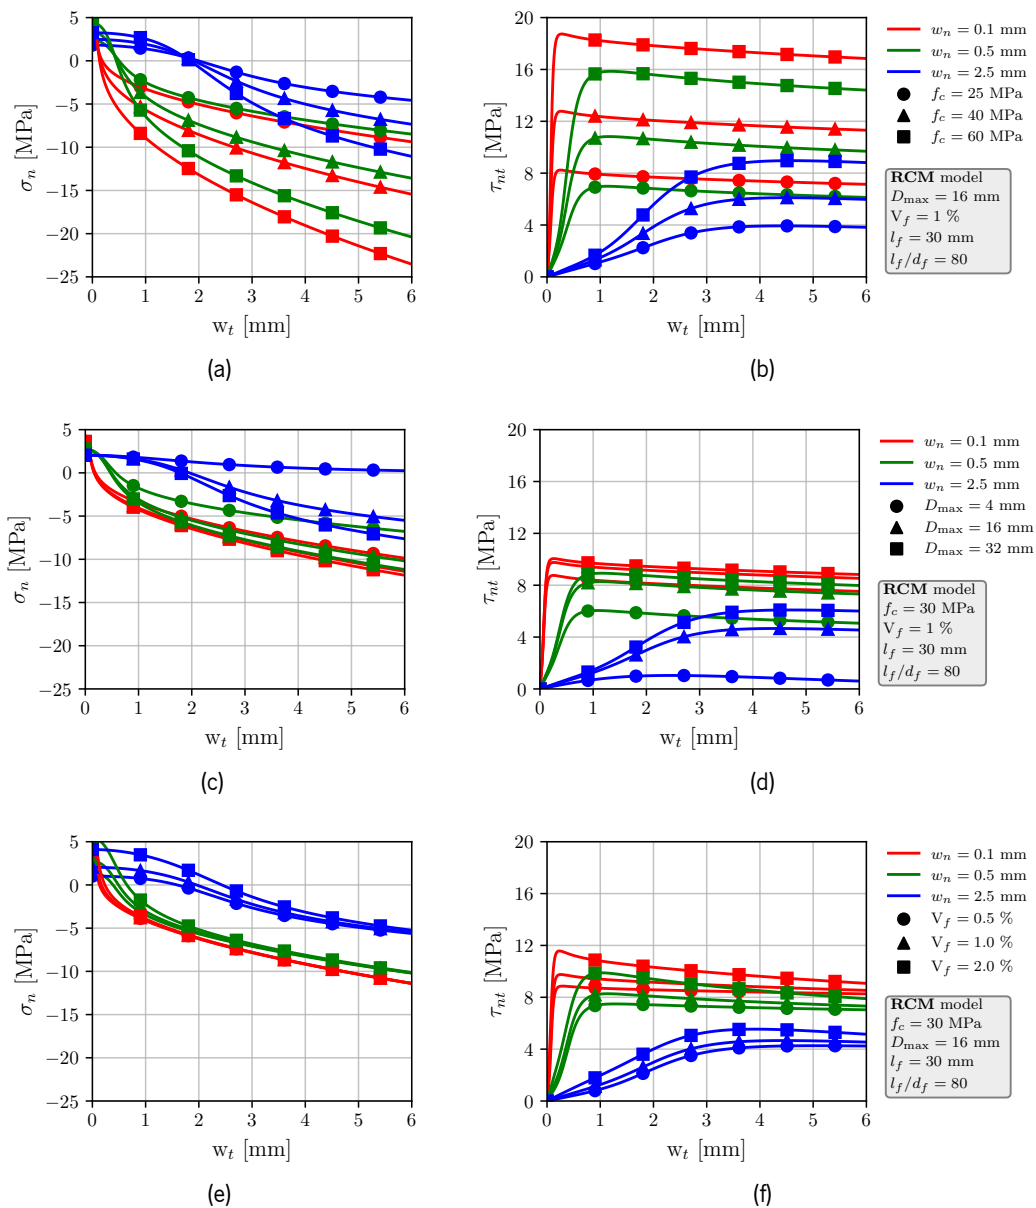 5
0
−5
−10
−15
−20
−25
σn [MPa]
0 1 2 3 4 5 6
wt [mm]
(a)
20
16
12
8
4
0
τnt [MPa]
0 1 2 3 4 5 6
wt [mm]
(b)
wn = 0.1 mm
wn = 0.5 mm
wn = 2.5 mm
fc = 25 MPa
fc = 40 MPa
fc = 60 MPa
RCM model
Dmax = 16 mm
Vf = 1 %
lf = 30 mm
lf/df = 80
5
0
−5
−10
−15
−20
−25
σn [MPa]
0 1 2 3 4 5 6
wt [mm]
(c)
20
16
12
8
4
0
τnt [MPa]
0 1 2 3 4 5 6
wt [mm]
(d)
wn = 0.1 mm
wn = 0.5 mm
wn = 2.5 mm
Dmax = 4 mm
Dmax = 16 mm
Dmax = 32 mm
RCM model
fc = 30 MPa
Vf = 1 %
lf = 30 mm
lf/df = 80
5
0
−5
−10
−15
−20
−25
σn [MPa]
0 1 2 3 4 5 6
wt [mm]
(e)
20
16
12
8
4
0
τnt [MPa]
0 1 2 3 4 5 6
wt [mm]
(f)
wn = 0.1 mm
wn = 0.5 mm
wn = 2.5 mm
Vf = 0.5 %
Vf = 1.0 %
Vf = 2.0 %
RCM model
fc = 30 MPa
Dmax = 16 mm
lf = 30 mm
lf/df = 80